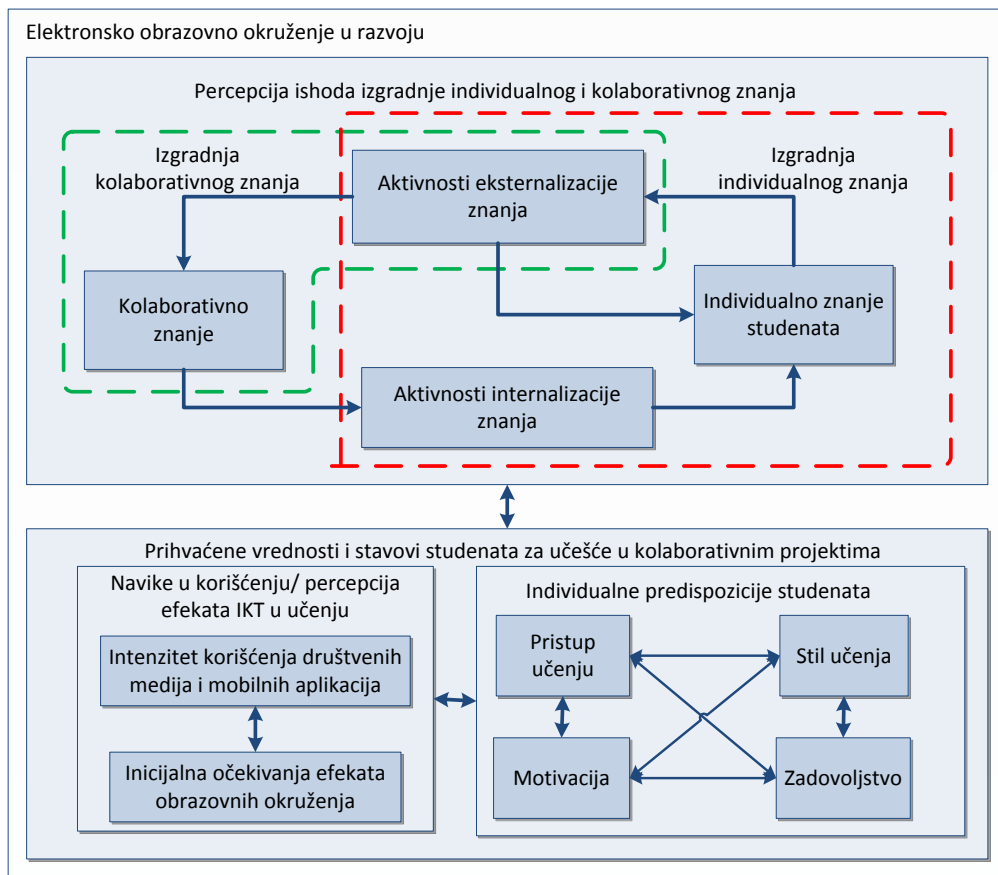 Elektronsko obrazovno okruženje u razvoju
Percepcija ishoda izgradnje individualnog i kolaborativnog znanja
Izgradnja
kolaborativnog znanja
Aktivnosti eksternalizacije
znanja
Izgradnja
individualnog znanja
Kolaborativno
znanje
Individualno znanje
studenata
Aktivnosti internalizacije
znanja
Prihvaćene vrednosti i stavovi studenata za učešće u kolaborativnim projektima
Navike u korišćenju/ percepcija
efekata IKT u učenju
Intenzitet korišćenja društvenih
medija i mobilnih aplikacija
Inicijalna očekivanja efekata
obrazovnih okruženja
Individualne predispozicije studenata
Pristup
učenju
Stil učenja
Motivacija
Zadovoljstvo